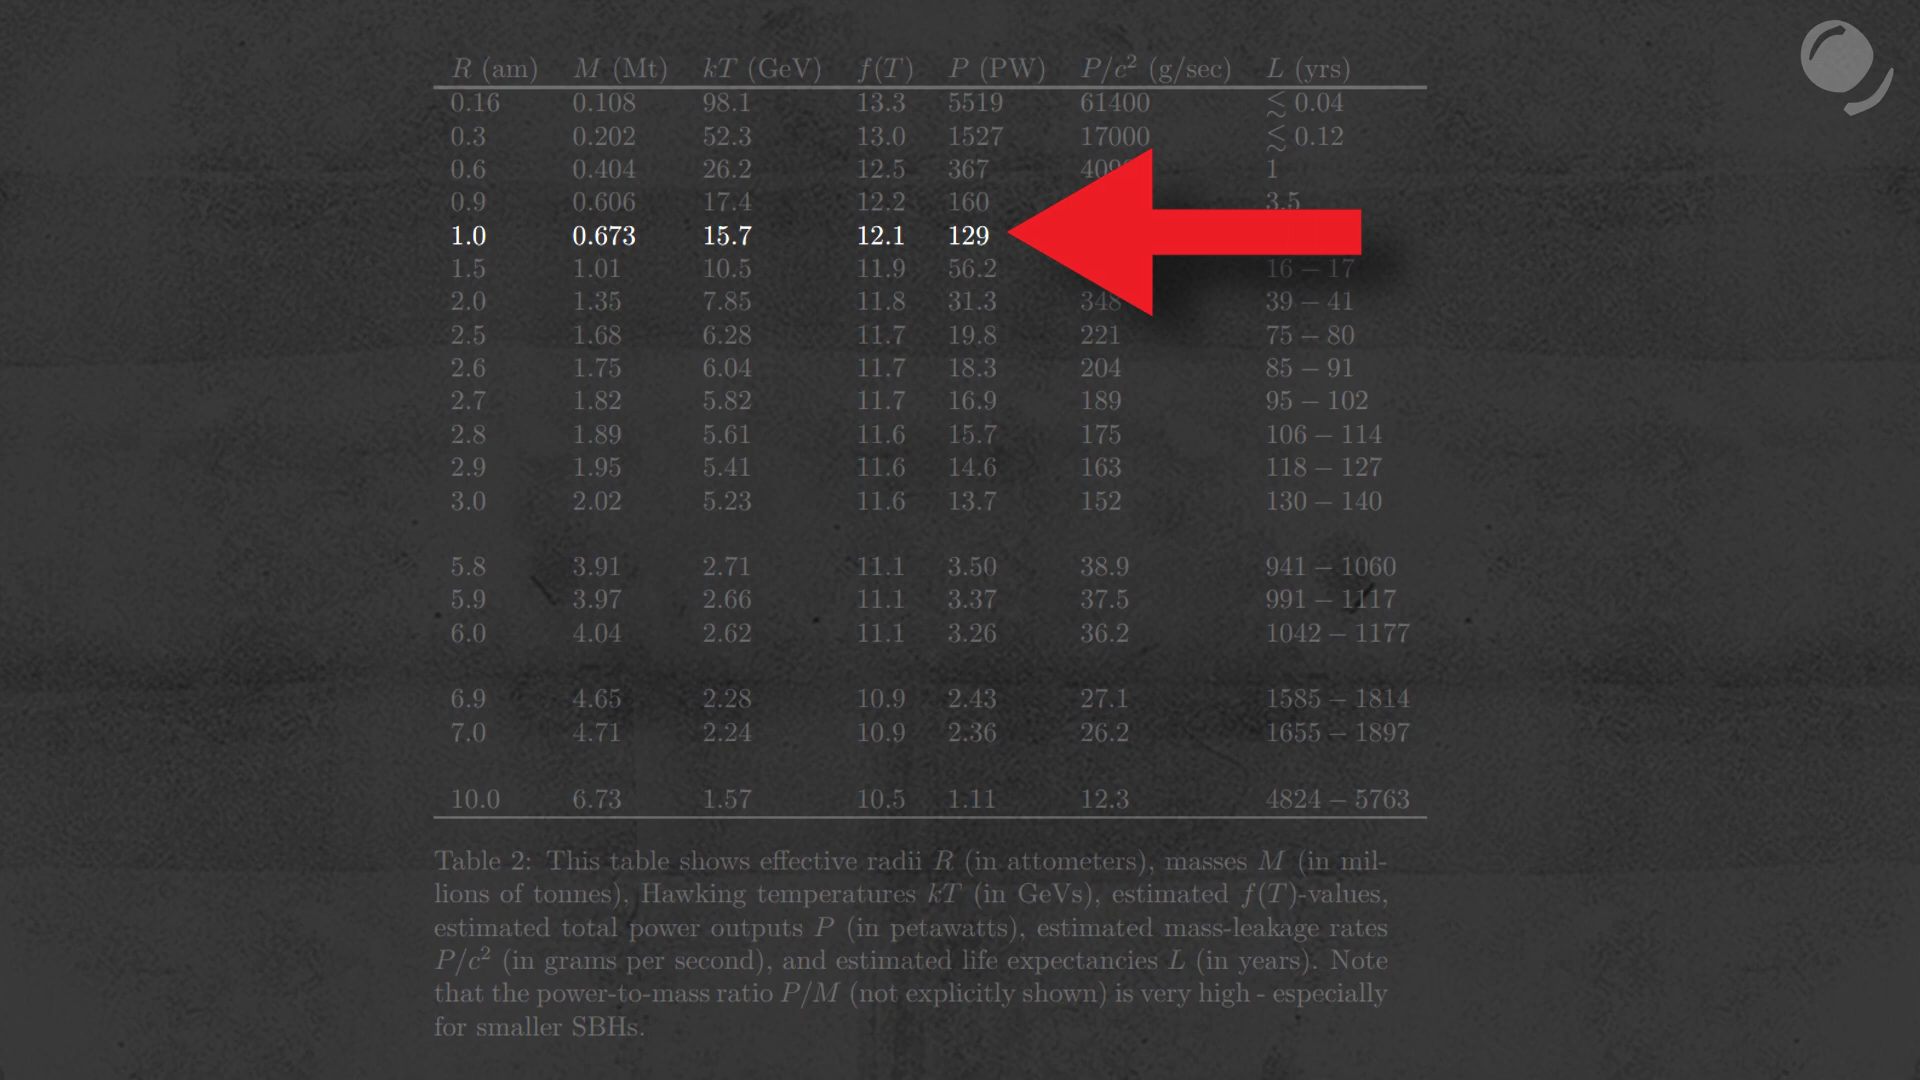 R (am) M (Mt) kT (GeV) f(T) P (PW) P/c² (g/sec) L (yrs)
0.16 0.108 98.1 13.3 5519 61400 ≲ 0.04
0.3 0.202 52.3 13.0 1527 17000 ≲ 0.12
0.6 0.404 26.2 12.5 367 1
0.9 0.606 17.4 12.2 160 3.5
1.0 0.673 15.7 12.1 129
1.5 1.01 10.5 11.9 56.2 16 – 17
2.0 1.35 7.85 11.8 31.3 348 39 – 41
2.5 1.68 6.28 11.7 19.8 221 75 – 80
2.6 1.75 6.04 11.7 18.3 204 85 – 91
2.7 1.82 5.82 11.7 16.9 189 95 – 102
2.8 1.89 5.61 11.6 15.7 175 106 – 114
2.9 1.95 5.41 11.6 14.6 163 118 – 127
3.0 2.02 5.23 11.6 13.7 152 130 – 140
5.8 3.91 2.71 11.1 3.50 38.9 941 – 1060
5.9 3.97 2.66 11.1 3.37 37.5 991 – 1117
6.0 4.04 2.62 11.1 3.26 36.2 1042 – 1177
6.9 4.65 2.28 10.9 2.43 27.1 1585 – 1814
7.0 4.71 2.24 10.9 2.36 26.2 1655 – 1897
10.0 6.73 1.57 10.5 1.11 12.3 4824 – 5763
Table 2: This table shows effective radii R (in attometers), masses M (in mil-
lions of tonnes), Hawking temperatures kT (in GeVs), estimated f(T)-values,
estimated total power outputs P (in petawatts), estimated mass-leakage rates
P/c² (in grams per second), and estimated life expectancies L (in years). Note
that the power-to-mass ratio P/M (not explicitly shown) is very high - especially
for smaller SBHs.